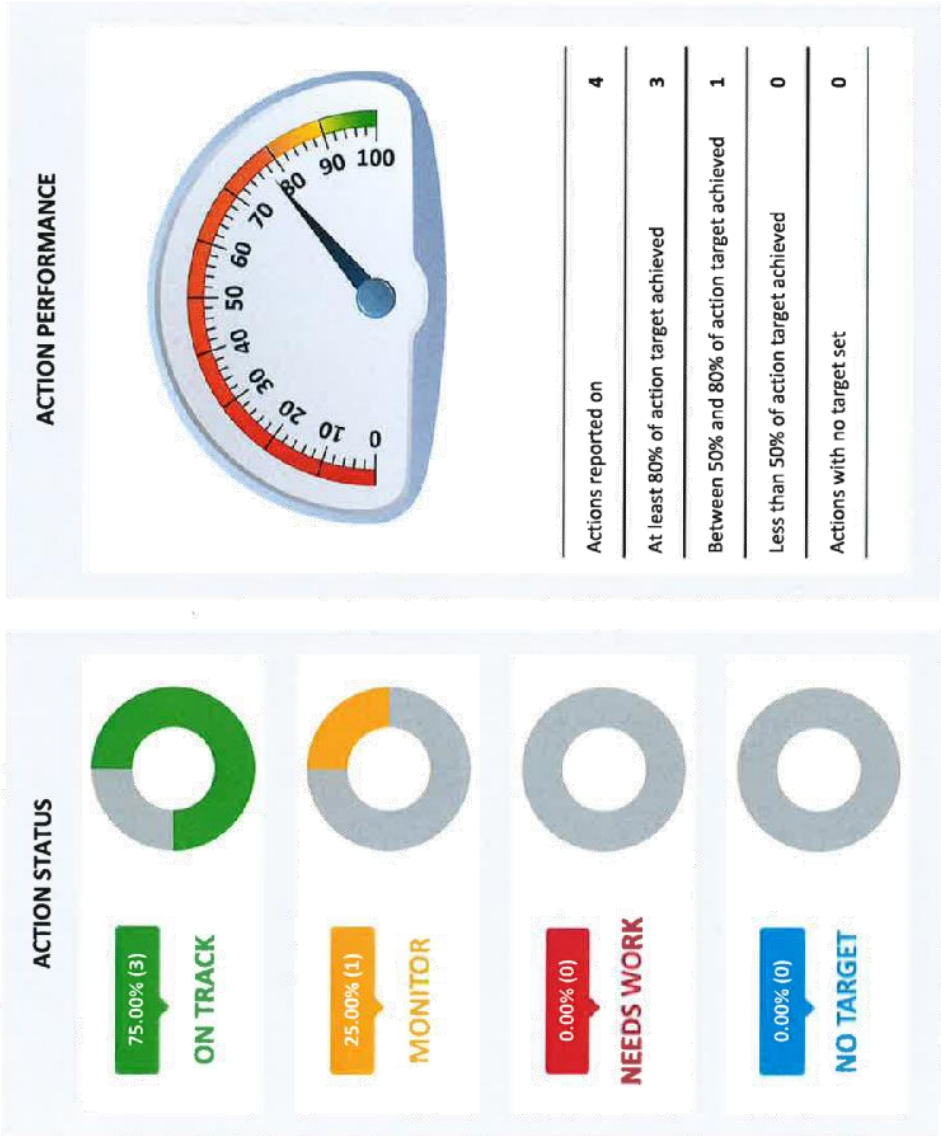 ACTION STATUS
75.00% (3)
ON TRACK
25.00% (1)
MONITOR
0.00% (0)
NEEDS WORK
0.00% (0)
NO TARGET
ACTION PERFORMANCE
0
10
20
30
40
50
60
70
80
90
100
Actions reported on 4
At least 80% of action target achieved 3
Between 50% and 80% of action target achieved 1
Less than 50% of action target achieved 0
Actions with no target set 0